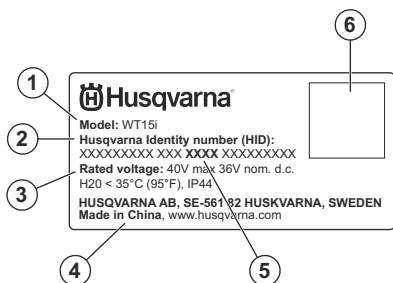 6
1
2
3
4
5
Husqvarna
Model: WT15i
Husqvarna Identity number (HID):
XXXXXXXXX XXX XXXX XXXXXXXXX
Rated voltage: 40V max 36V nom. d.c.
H20 < 35°C (95°F), IP44
HUSQVARNA AB, SE-561 82 HUSKVARNA, SWEDEN
Made in China, www.husqvarna.com